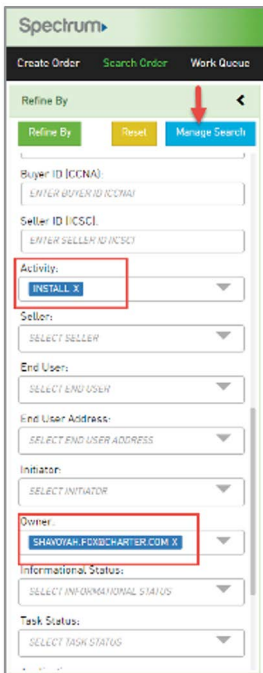 Spectrum
Create Order Search Order Work Queue
Refine By
Refine By Reset Manage Search
Buyer ID (CCNA):
ENTER BUYER ID (CCNA)
Seller ID (ICSC):
ENTER SELLER ID (ICSC)
Activity:
INSTALL X
Seller:
SELECT SELLER
End User:
SELECT END USER
End User Address:
SELECT END USER ADDRESS
Initiator:
SELECT INITIATOR
Owner:
SHAVOYAH.FOX@CHARTER.COM X
Informational Status:
SELECT INFORMATIONAL STATUS
Task Status:
SELECT TASK STATUS